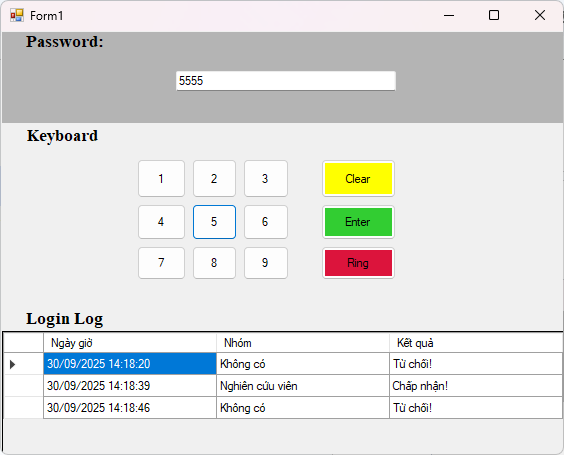 Form1
Password:
5555
Keyboard
1 2 3 Clear
4 5 6 Enter
7 8 9 Ring
Login Log
Ngày giờ Nhóm Kết quả
30/09/2025 14:18:20 Không có Từ chối!
30/09/2025 14:18:39 Nghiên cứu viên Chấp nhận!
30/09/2025 14:18:46 Không có Từ chối!